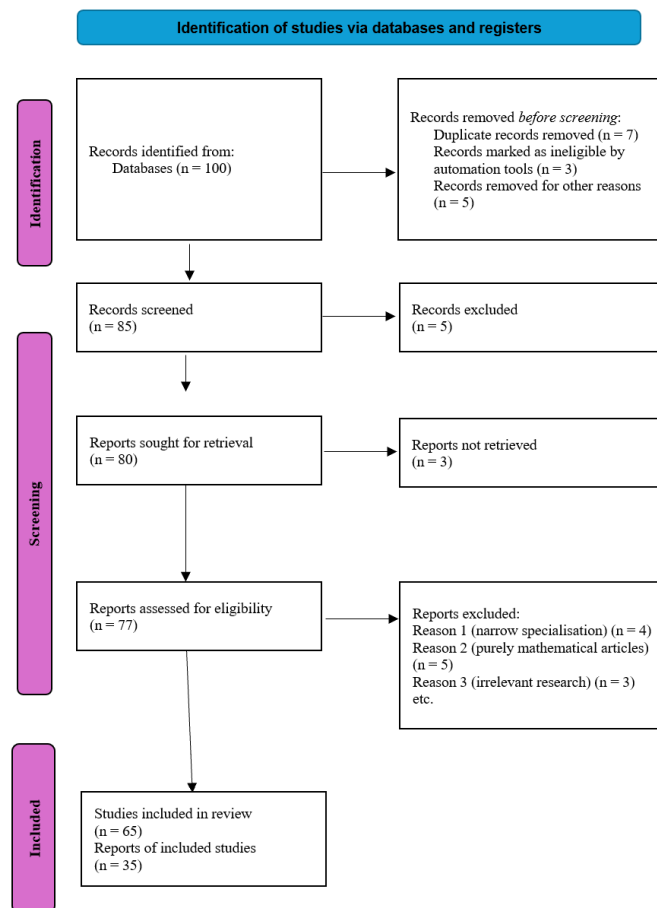 Identification of studies via databases and registers
Identification
Records identified from:
Databases (n = 100)
Records removed before screening:
Duplicate records removed (n = 7)
Records marked as ineligible by
automation tools (n = 3)
Records removed for other reasons
(n = 5)
Screening
Records screened
(n = 85)
Records excluded
(n = 5)
Reports sought for retrieval
(n = 80)
Reports not retrieved
(n = 3)
Reports assessed for eligibility
(n = 77)
Reports excluded:
Reason 1 (narrow specialisation) (n = 4)
Reason 2 (purely mathematical articles)
(n = 5)
Reason 3 (irrelevant research) (n = 3)
etc.
Included
Studies included in review
(n = 65)
Reports of included studies
(n = 35)